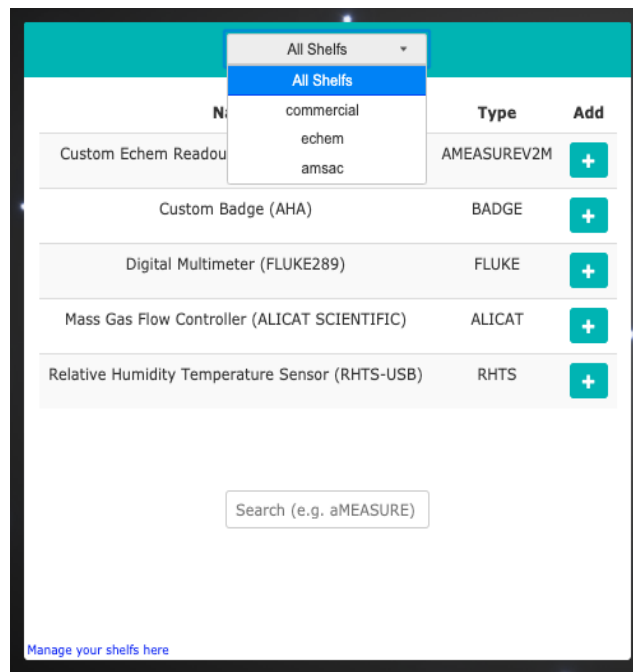 All Shelfs
All Shelfs
commercial
echem
amsac
Type Add
Custom Echem AMEASUREV2M
Custom Badge (AHA) BADGE
Digital Multimeter (FLUKE289) FLUKE
Mass Gas Flow Controller (ALICAT SCIENTIFIC) ALICAT
Relative Humidity Temperature Sensor (RHTS-USB) RHTS
Search (e.g. aMEASURE)
Manage your shelfs here